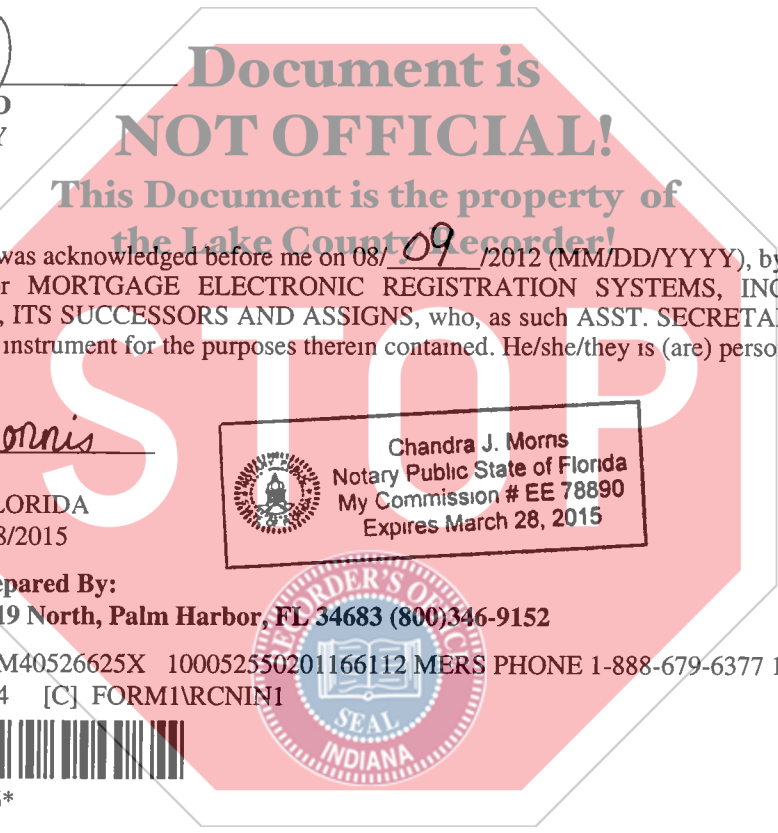 Document is
NOT OFFICIAL!
This Document is the property of
the Lake County Recorder!
was acknowledged before me on 08/ 09 /2012 (MM/DD/YYYY), by
MORTGAGE ELECTRONIC REGISTRATION SYSTEMS, INC
, ITS SUCCESSORS AND ASSIGNS, who, as such ASST. SECRETA
instrument for the purposes therein contained. He/she/they is (are) perso
STOP
Chandra J. Morris
Notary Public State of Florida
My Commission # EE 78890
Expires March 28, 2015
LORIDA
8/2015
epared By:
19 North, Palm Harbor, FL 34683 (800)346-9152
M40526625X 100052550201166112 MERS PHONE 1-888-679-6377 1
4 [C] FORM1\RCNIN1
RECORDER'S OFFICE
SEAL
INDIANA